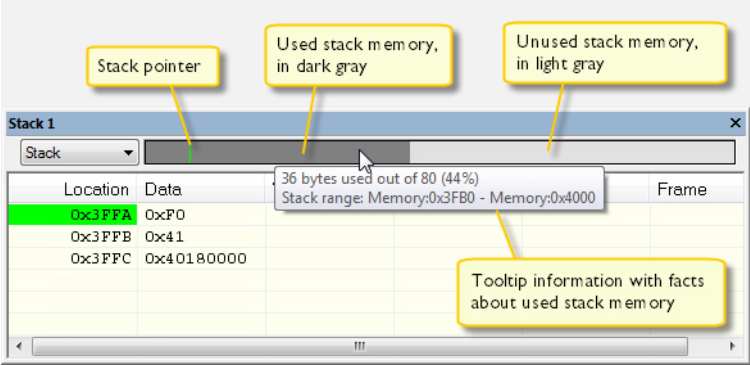 Used stack memory,
in dark gray
Unused stack memory,
in light gray
Stack pointer
Stack 1
Stack
36 bytes used out of 80 (44%)
Stack range: Memory:0x3FB0 - Memory:0x4000
Location Data Frame
0x3FFA 0xF0
0x3FFB 0x41
0x3FFC 0x40180000
Tooltip information with facts
about used stack memory